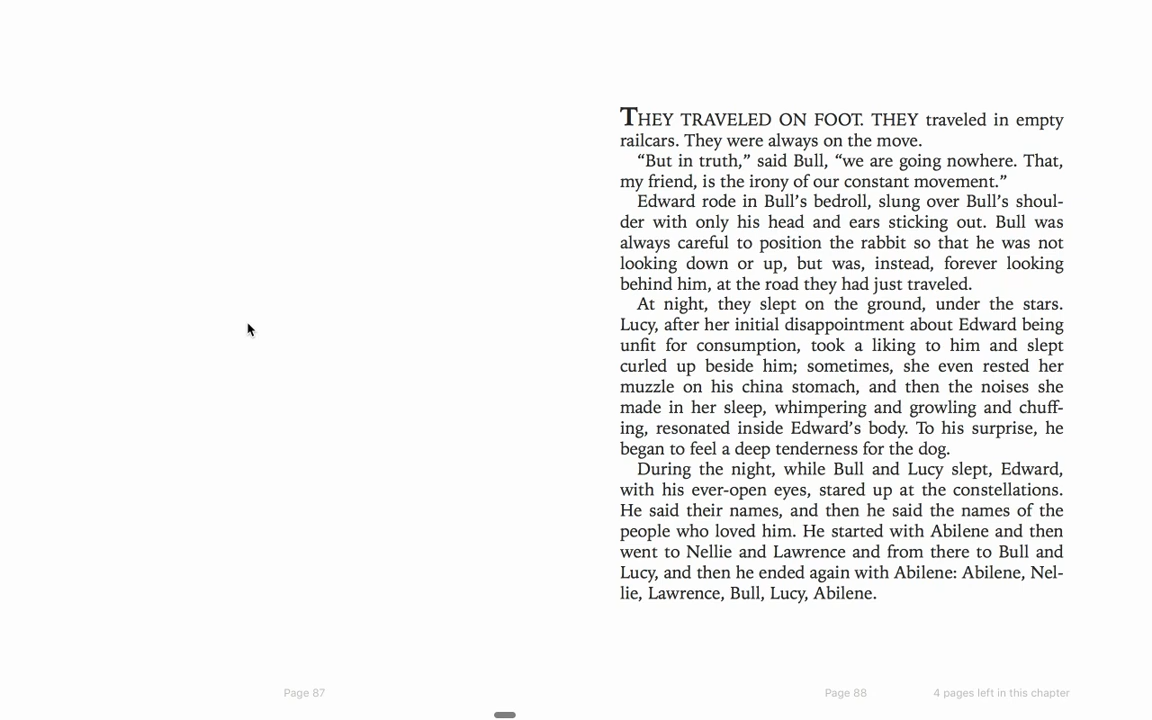 THEY TRAVELED ON FOOT. THEY traveled in empty
railcars. They were always on the move.
“But in truth,” said Bull, “we are going nowhere. That,
my friend, is the irony of our constant movement.”
Edward rode in Bull’s bedroll, slung over Bull’s shoul-
der with only his head and ears sticking out. Bull was
always careful to position the rabbit so that he was not
looking down or up, but was, instead, forever looking
behind him, at the road they had just traveled.
At night, they slept on the ground, under the stars.
Lucy, after her initial disappointment about Edward being
unfit for consumption, took a liking to him and slept
curled up beside him; sometimes, she even rested her
muzzle on his china stomach, and then the noises she
made in her sleep, whimpering and growling and chuff-
ing, resonated inside Edward’s body. To his surprise, he
began to feel a deep tenderness for the dog.
During the night, while Bull and Lucy slept, Edward,
with his ever-open eyes, stared up at the constellations.
He said their names, and then he said the names of the
people who loved him. He started with Abilene and then
went to Nellie and Lawrence and from there to Bull and
Lucy, and then he ended again with Abilene: Abilene, Nel-
lie, Lawrence, Bull, Lucy, Abilene.
Page 87
Page 88
4 pages left in this chapter